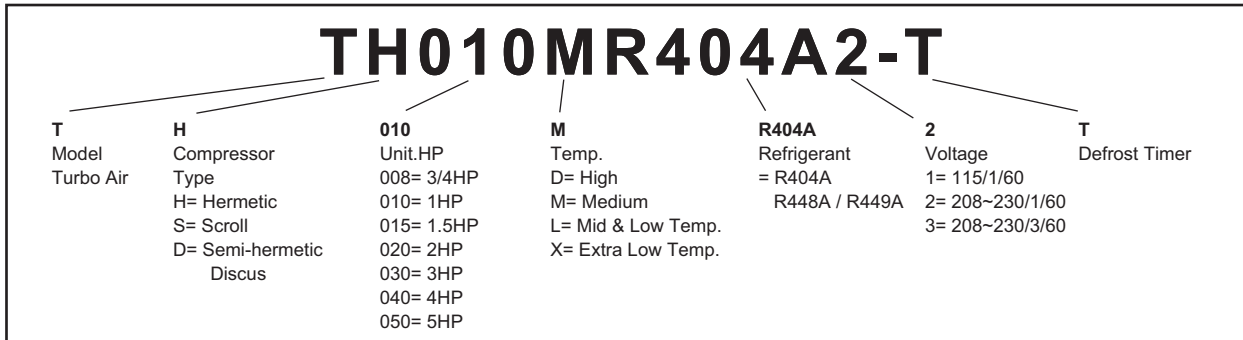 TH010MR404A2-T
T
Model
Turbo Air
H
Compressor
Type
H= Hermetic
S= Scroll
D= Semi-hermetic
Discus
010
Unit.HP
008= 3/4HP
010= 1HP
015= 1.5HP
020= 2HP
030= 3HP
040= 4HP
050= 5HP
M
Temp.
D= High
M= Medium
L= Mid & Low Temp.
X= Extra Low Temp.
R404A
Refrigerant
= R404A
R448A / R449A
2
Voltage
1= 115/1/60
2= 208~230/1/60
3= 208~230/3/60
T
Defrost Timer